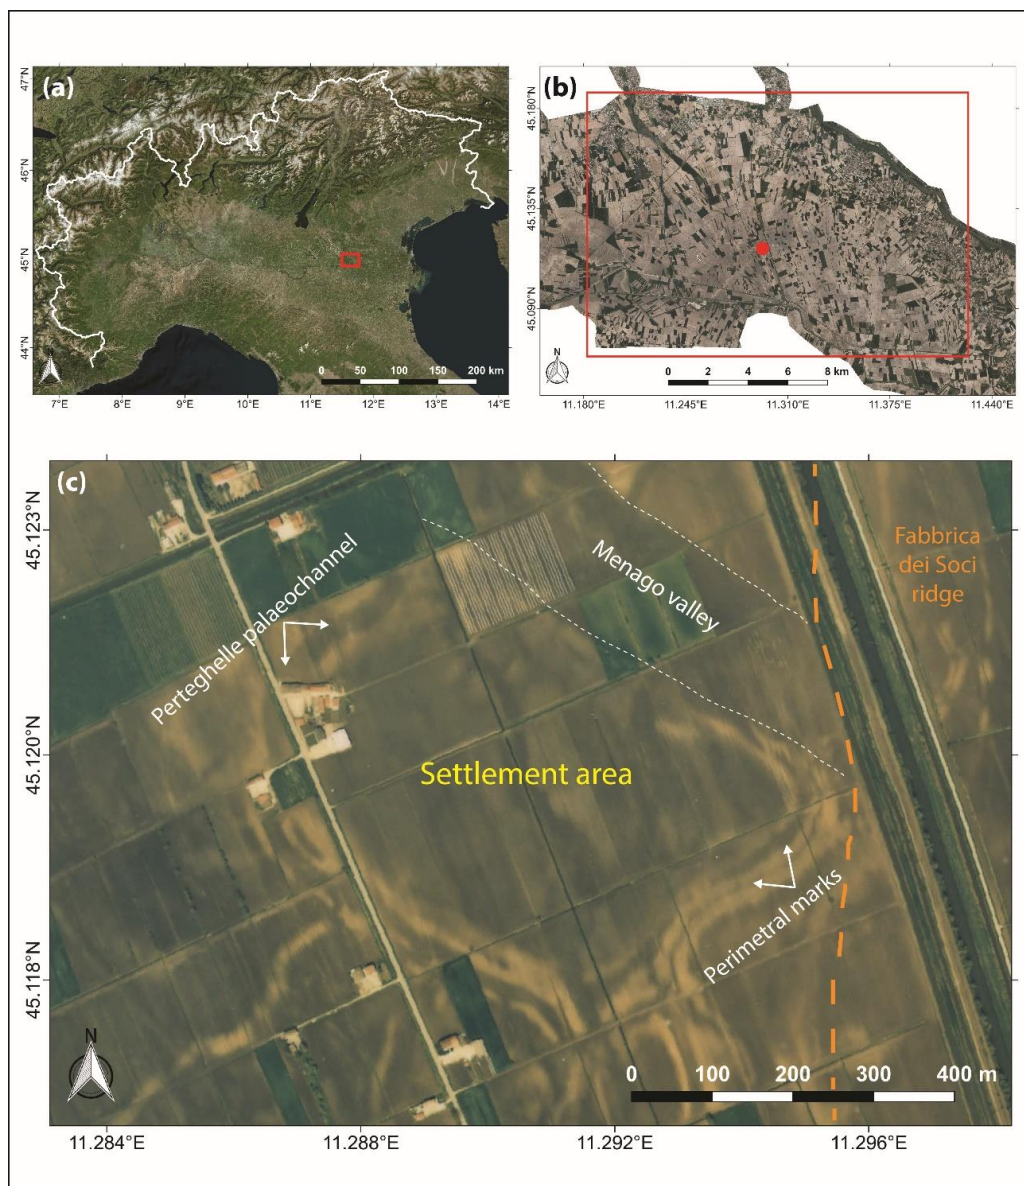 (a)
47°N
46°N
45°N
44°N
N
0 50 100 150 200 km
7°E 8°E 9°E 10°E 11°E 12°E 13°E 14°E
(b)
45.180°N
45.135°N
45.090°N
N
0 2 4 6 8 km
11.180°E 11.245°E 11.310°E 11.375°E 11.440°E
(c)
45.123°N
45.120°N
45.118°N
Perteghelle palaeochannel
Menago valley
Fabbrica
dei Soci
ridge
Settlement area
Perimetral marks
N
0 100 200 300 400 m
11.284°E 11.288°E 11.292°E 11.296°E